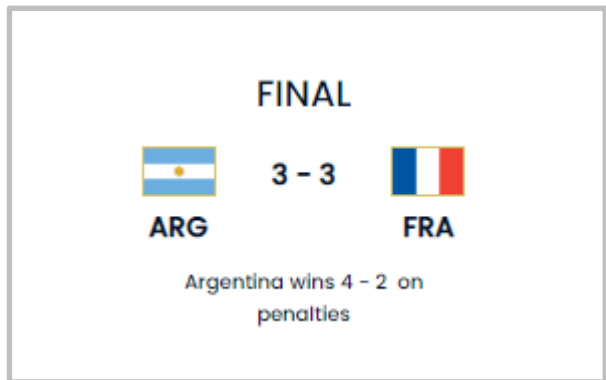 FINAL
3 - 3
ARG FRA
Argentina wins 4 - 2 on
penalties